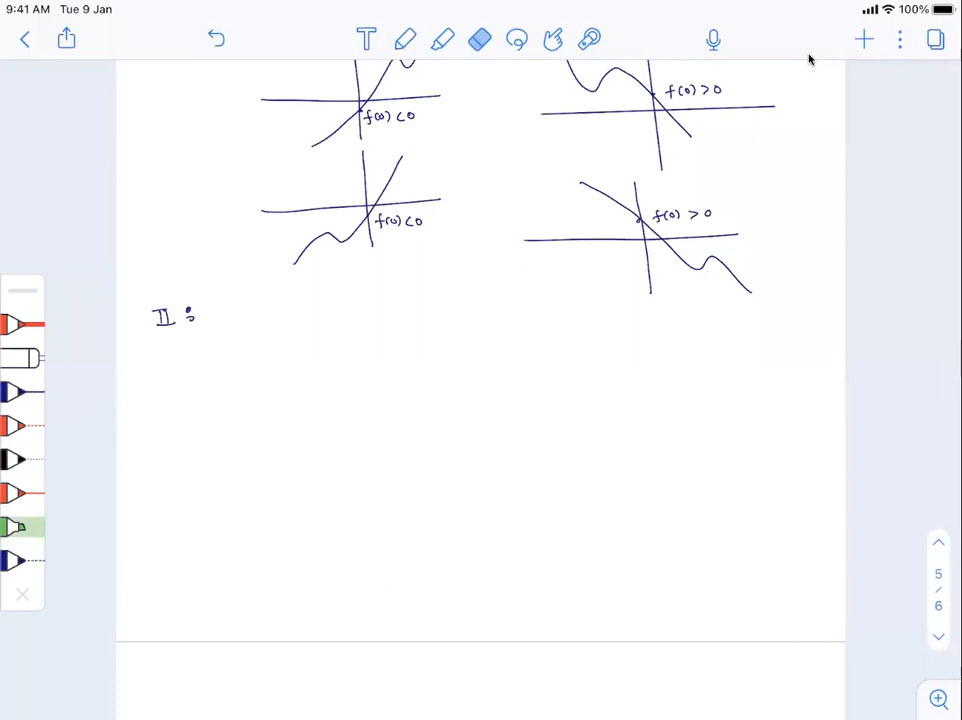 9:41 AM Tue 9 Jan 100%
T
f(0) > 0
f(0) < 0
f(0) > 0
f(0) < 0
II :
5
/
6